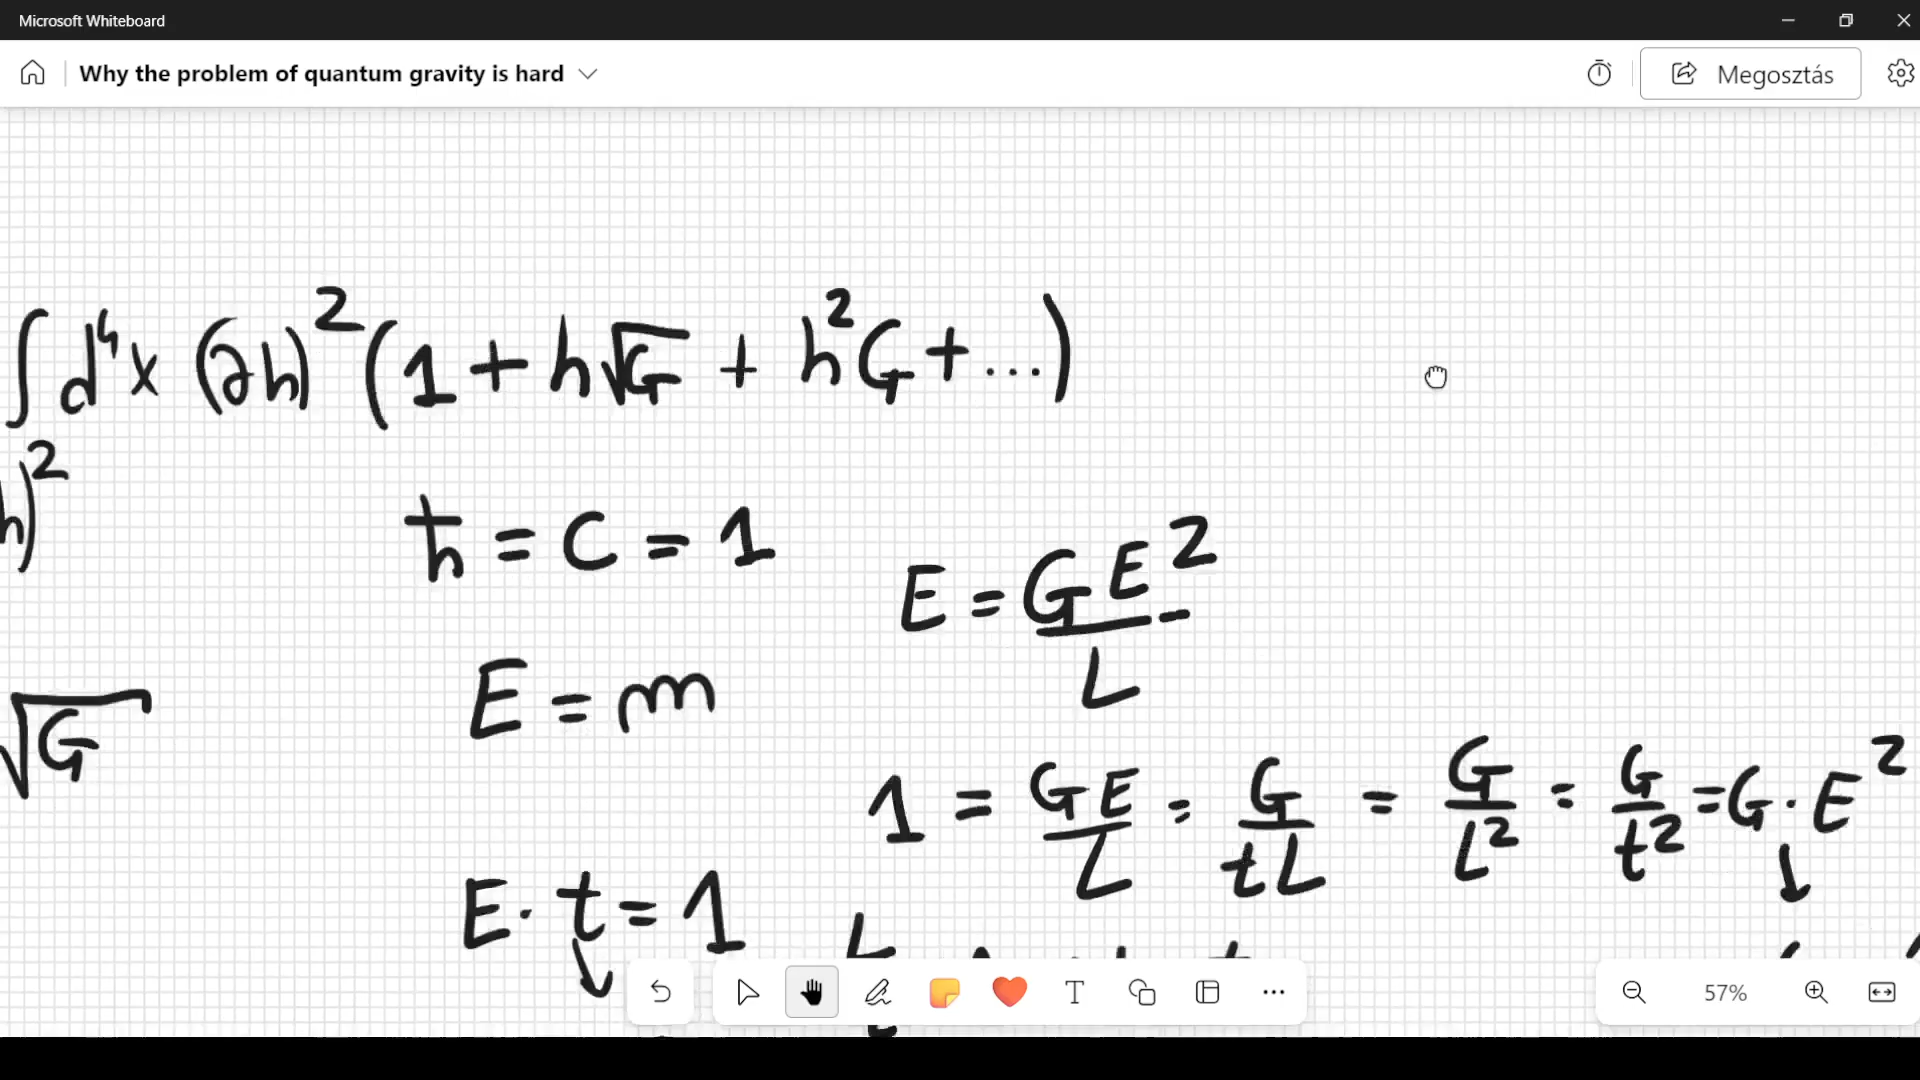 Microsoft Whiteboard
Why the problem of quantum gravity is hard
Megosztás
∫d⁴x (∂h)²(1 + h√G + h²G + ...)
h)²
ħ = c = 1
E = GE²/L
E = m
√G
1 = GE/L = G/tL = G/L² = G/t² = G·E²
E·t = 1
57%